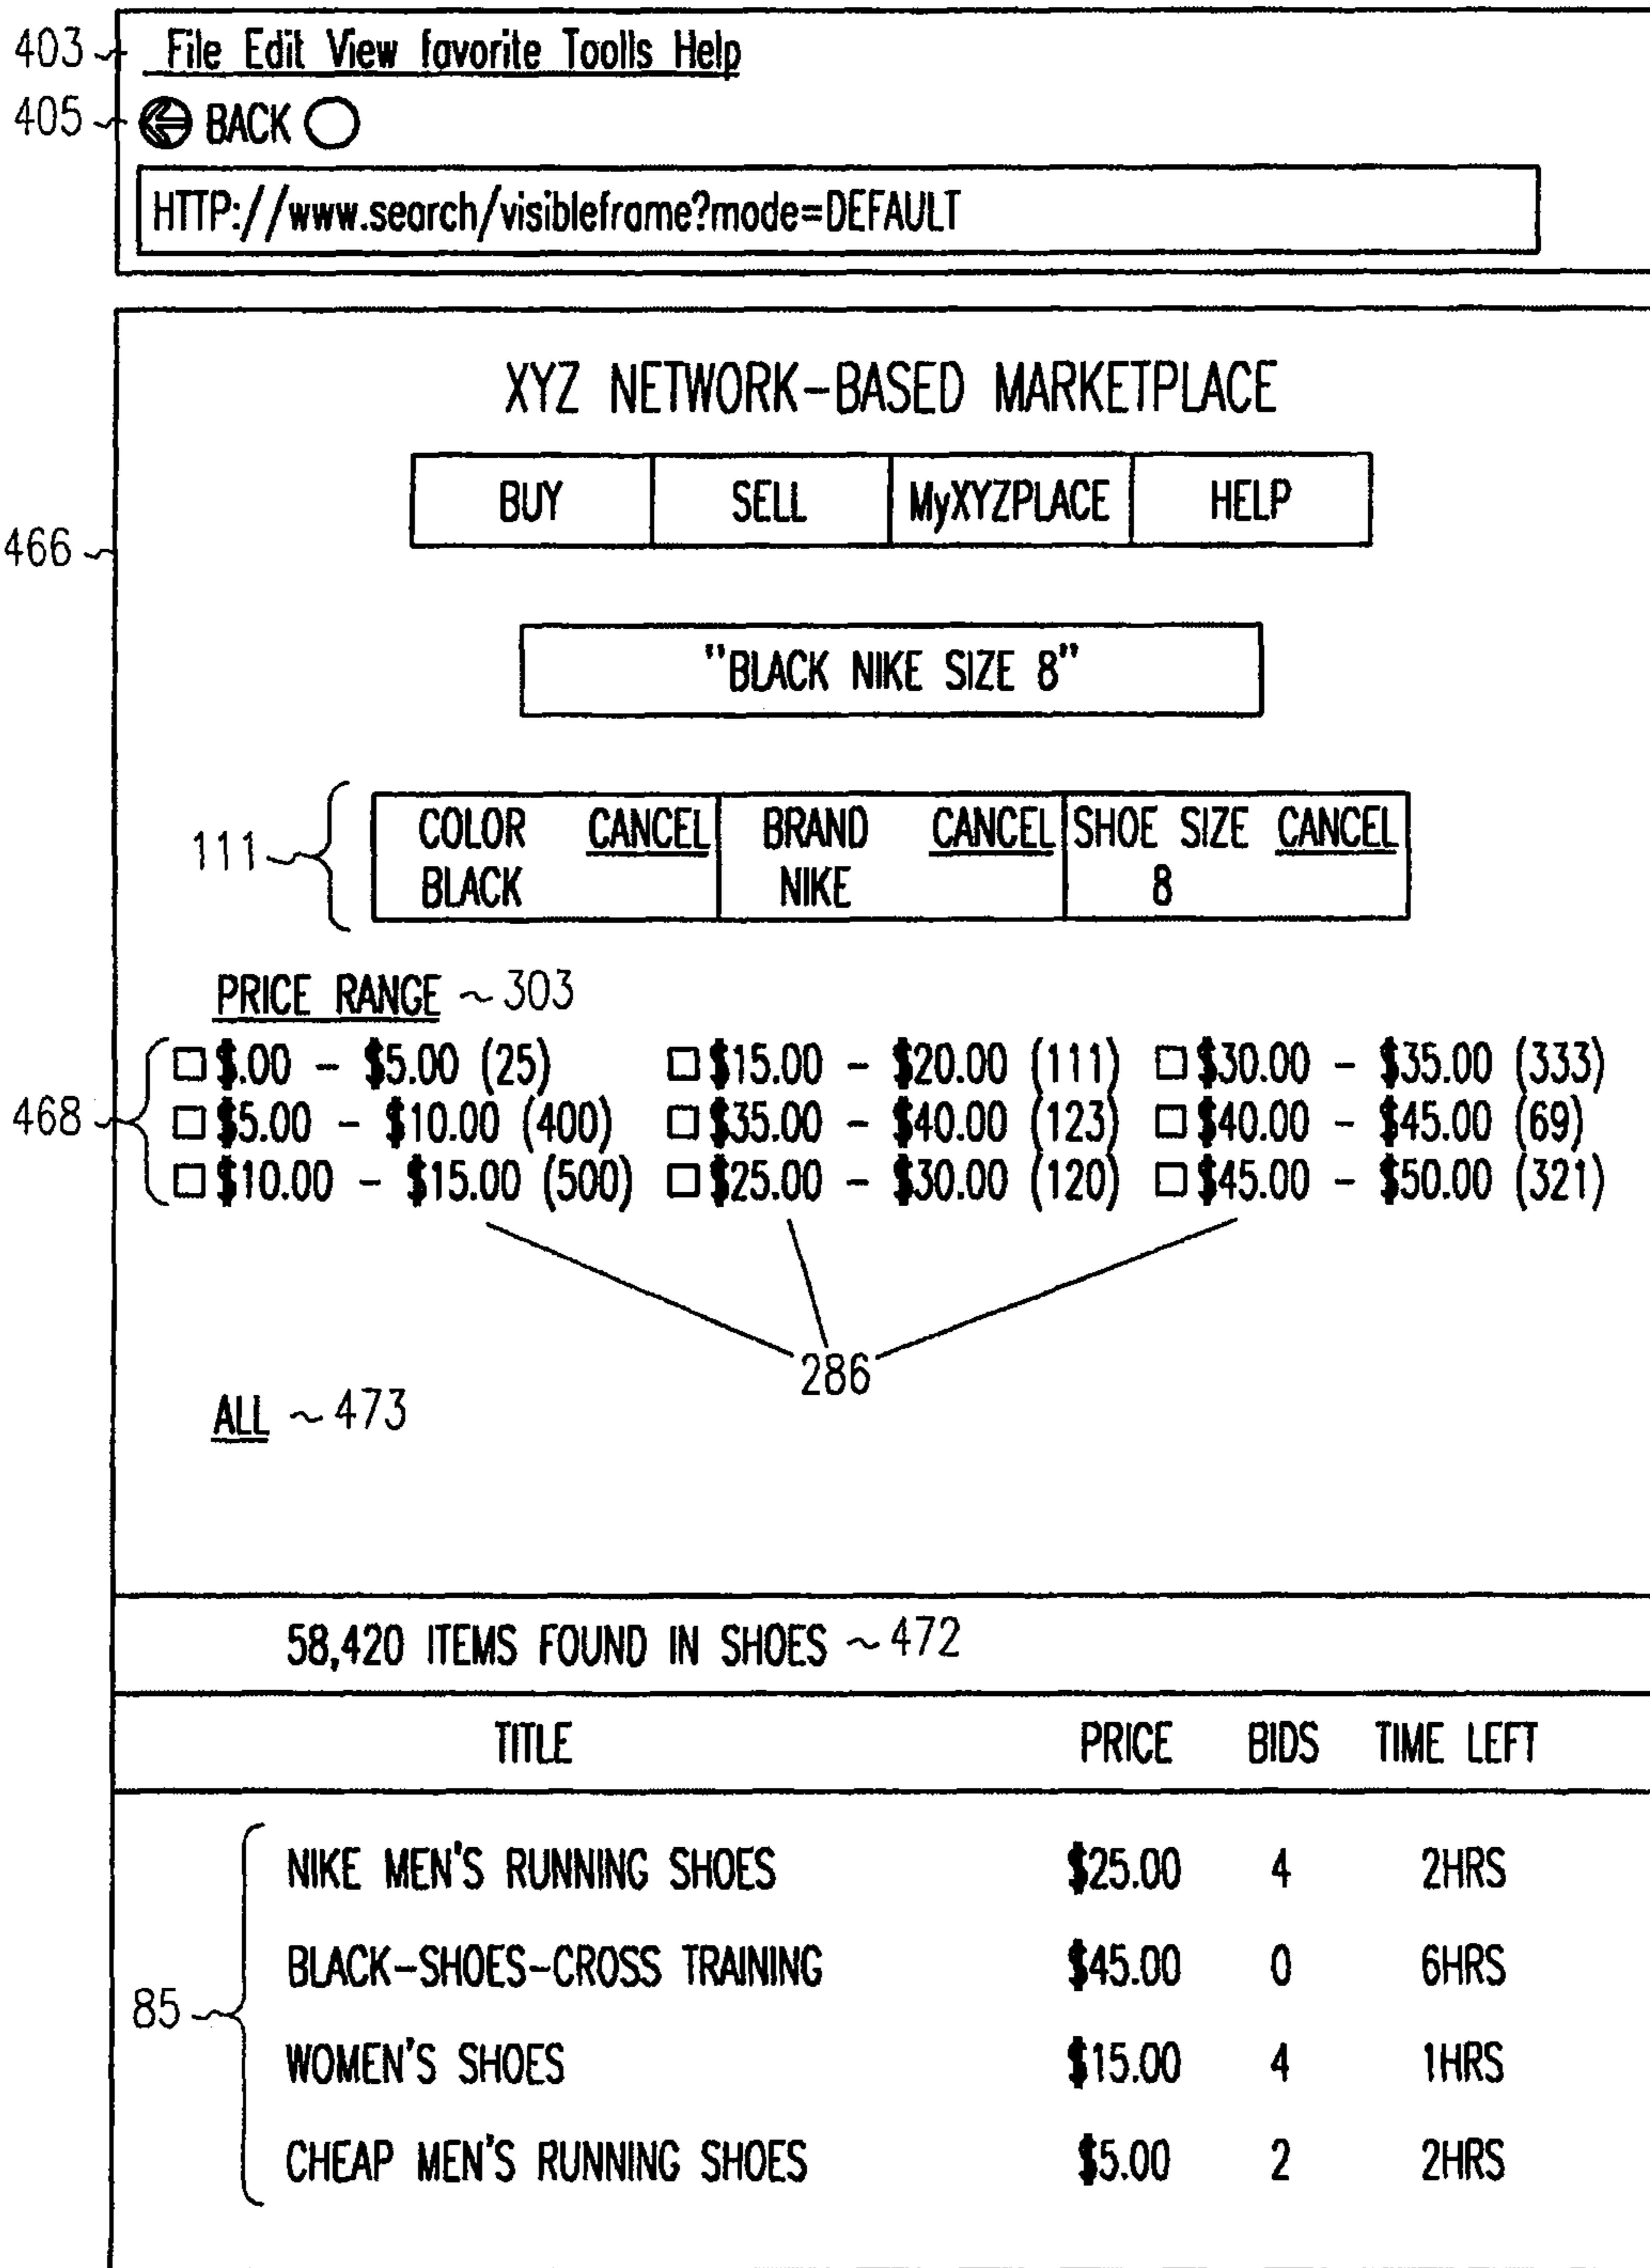 403 File Edit View favorite Toolls Help
405 BACK
HTTP://www.search/visibleframe?mode=DEFAULT
XYZ NETWORK-BASED MARKETPLACE
BUY SELL MyXYZPLACE HELP
466
"BLACK NIKE SIZE 8"
COLOR CANCEL BRAND CANCEL SHOE SIZE CANCEL
111
BLACK NIKE 8
PRICE RANGE ~303
$.00 - $5.00 (25) $15.00 - $20.00 (111) $30.00 - $35.00 (333)
468 $5.00 - $10.00 (400) $35.00 - $40.00 (123) $40.00 - $45.00 (69)
$10.00 - $15.00 (500) $25.00 - $30.00 (120) $45.00 - $50.00 (321)
286
ALL ~473
58,420 ITEMS FOUND IN SHOES ~472
TITLE PRICE BIDS TIME LEFT
NIKE MEN'S RUNNING SHOES $25.00 4 2HRS
BLACK-SHOES-CROSS TRAINING $45.00 0 6HRS
85
WOMEN'S SHOES $15.00 4 1HRS
CHEAP MEN'S RUNNING SHOES $5.00 2 2HRS